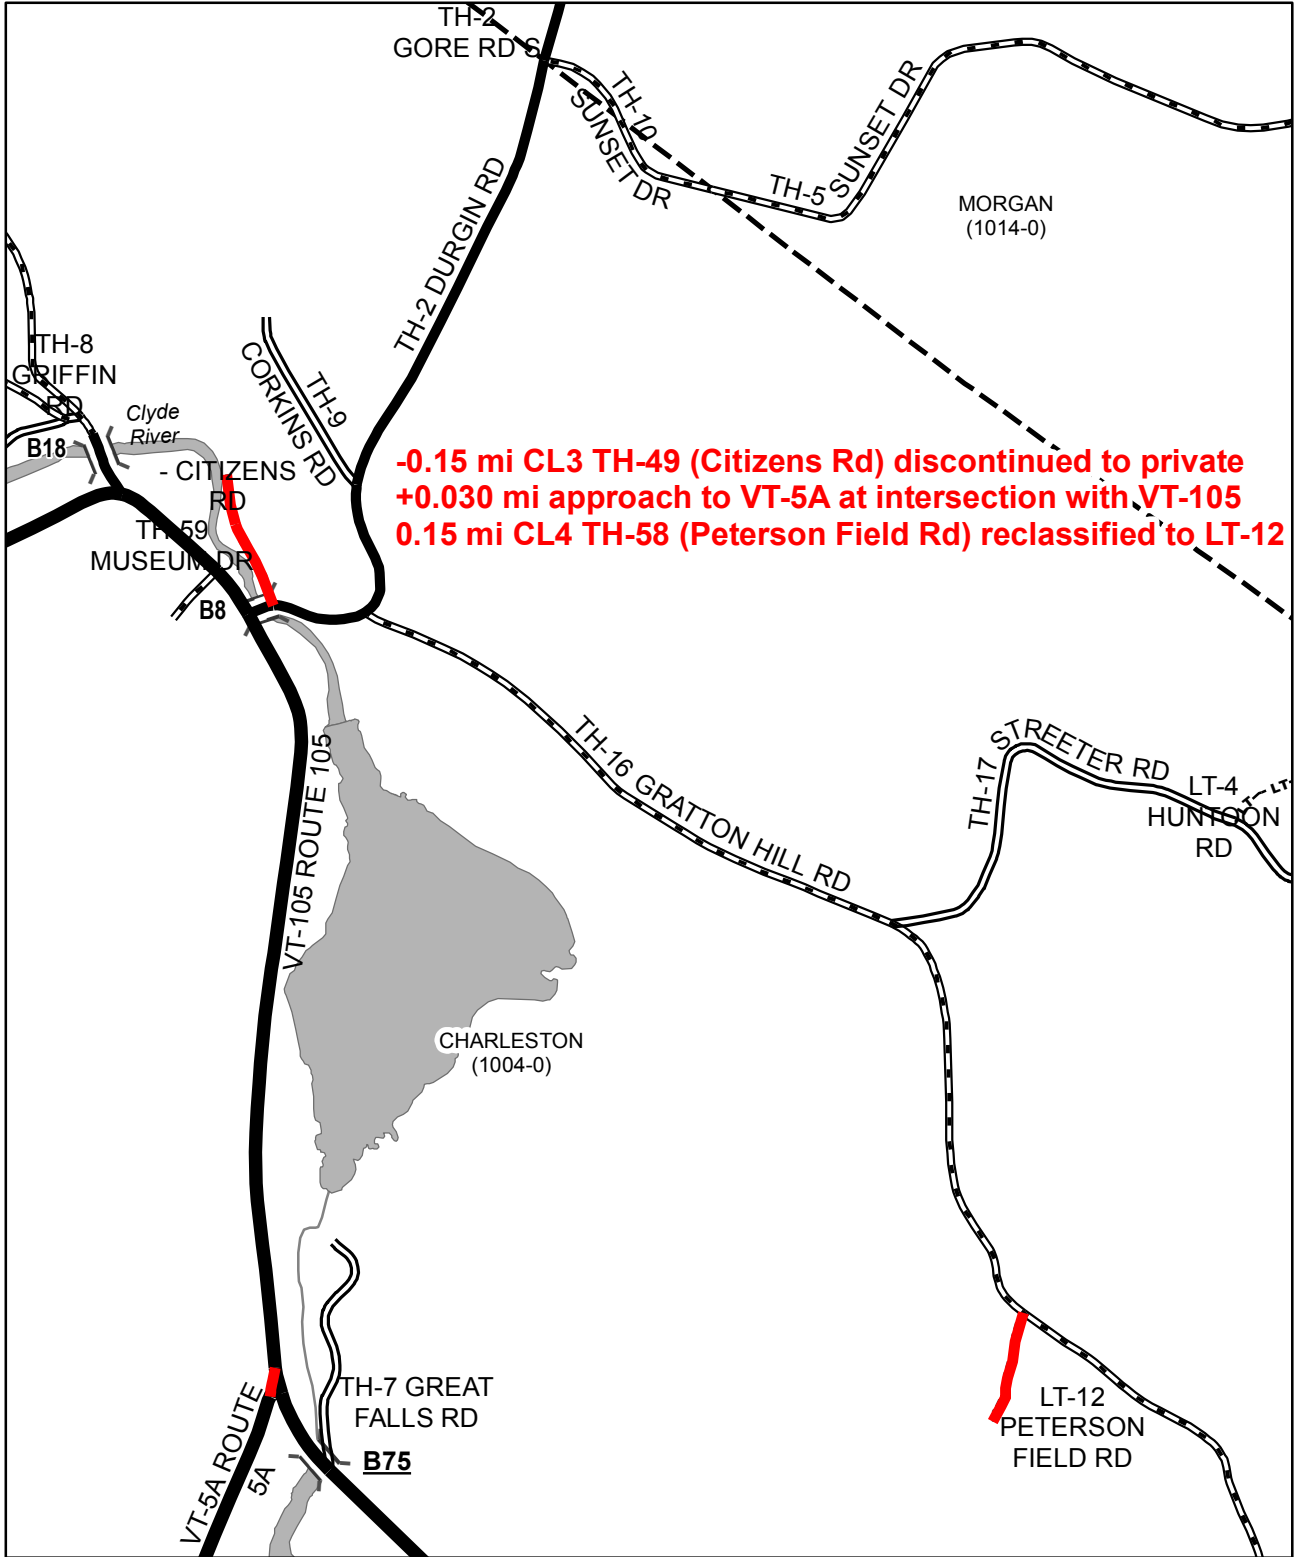 TH-2
GORE RD S
TH-10
SUNSET DR
TH-5
SUNSET DR
MORGAN
(1014-0)
TH-2 DURGIN RD
TH-8
GRIFFIN
RD
Clyde
River
B18
TH-9
CORKINS RD
- CITIZENS
RD
-0.15 mi CL3 TH-49 (Citizens Rd) discontinued to private
+0.030 mi approach to VT-5A at intersection with VT-105
0.15 mi CL4 TH-58 (Peterson Field Rd) reclassified to LT-12
TH-59
MUSEUM DR
B8
VT-105 ROUTE 105
TH-16 GRATTON HILL RD
TH-17 STREETER RD
LT-4
HUNTOON
RD
LT
CHARLESTON
(1004-0)
TH-7 GREAT
FALLS RD
B75
VT-5A ROUTE
5A
LT-12
PETERSON
FIELD RD